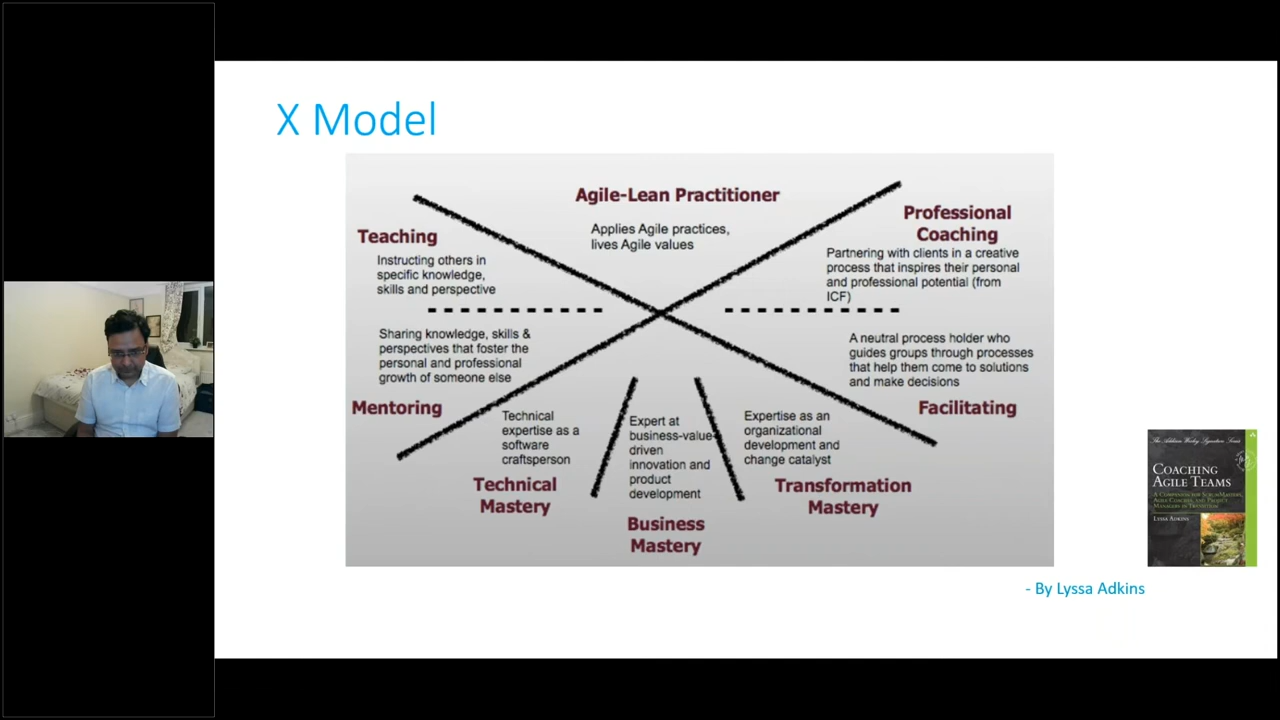 X Model
Agile-Lean Practitioner
Applies Agile practices,
lives Agile values
Teaching
Instructing others in
specific knowledge,
skills and perspective
Professional
Coaching
Partnering with clients in a creative
process that inspires their personal
and professional potential (from
ICF)
Sharing knowledge, skills &
perspectives that foster the
personal and professional
growth of someone else
Mentoring
A neutral process holder who
guides groups through processes
that help them come to solutions
and make decisions
Facilitating
Technical
expertise as a
software
craftsperson
Technical
Mastery
Expert at
business-value-
driven
innovation and
product
development
Business
Mastery
Expertise as an
organizational
development and
change catalyst
Transformation
Mastery
The Addison Wesley Signature Series
COACHING
AGILE TEAMS
A COMPANION FOR SCRUMMASTERS,
AGILE COACHES, AND PROJECT
MANAGERS IN TRANSITION
LYSSA ADKINS
- By Lyssa Adkins